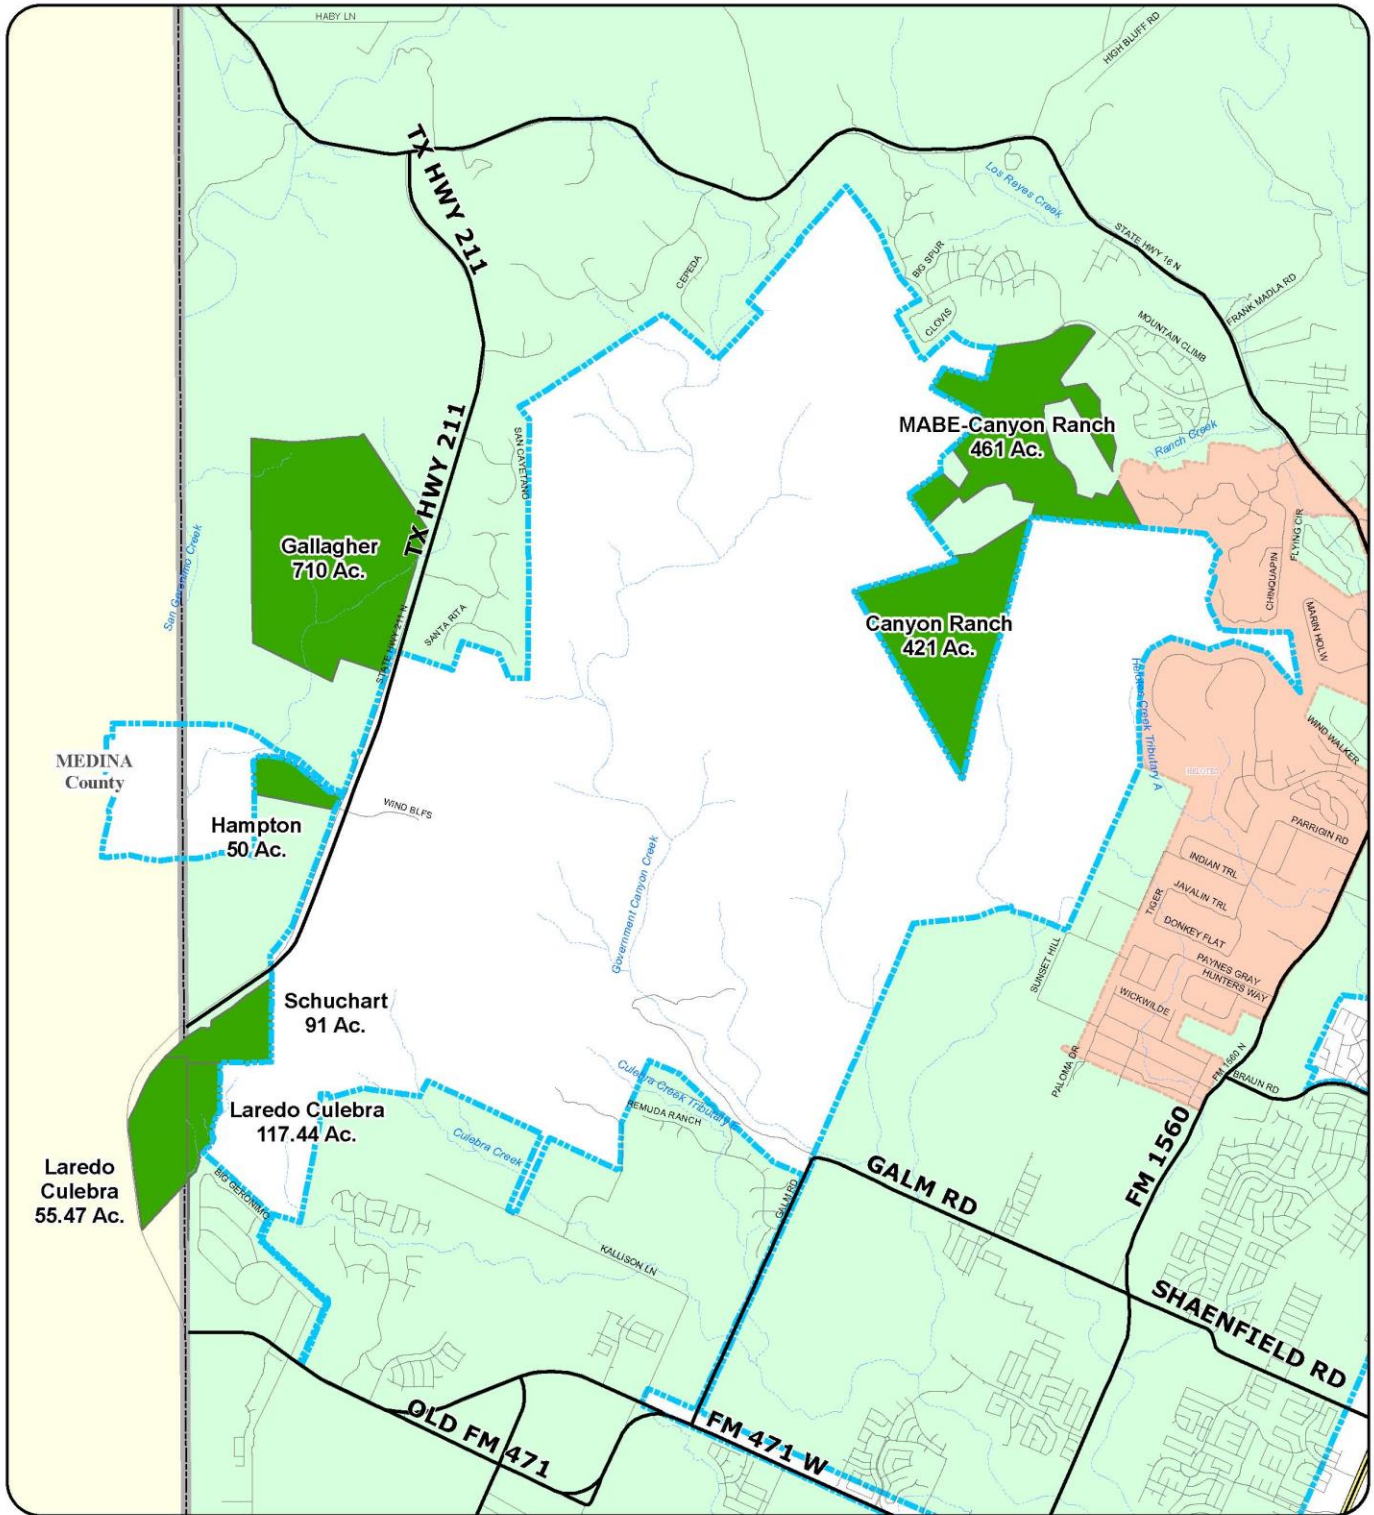 HABY LN
HIGH BLUFF RD
TX HWY 211
Los Reyes Creek
STATE HWY 16 N
BIG SPUR
CEPEDA
FRANK MADLA RD
CLOVIS
MOUNTAIN CLIMB
MABE-Canyon Ranch
461 Ac.
Ranch Creek
TX HWY 211
SAN CAYETANO
San Geronimo Creek
Gallagher
710 Ac.
FLYING CIR
CHINQUAPIN
MARIN HOLW
STATE HWY 211 N
SANTA RITA
Canyon Ranch
421 Ac.
Helotes Creek Tributary A
WIND WALKER
MEDINA
County
HELOTES
WIND BLFS
Hampton
50 Ac.
PARRIGIN RD
INDIAN TRL
JAVALIN TRL
TIGER
DONKEY FLAT
Government Canyon Creek
SUNSET HILL
PAYNES GRAY
HUNTERS WAY
WICKWILDE
Schuchart
91 Ac.
PALOMA DR
FM 1560 N
BRAUN RD
Culebra Creek Tributary
REMUDA RANCH
Laredo Culebra
117.44 Ac.
Culebra Creek
Laredo
Culebra
55.47 Ac.
BIG GERONIMO
GALM RD
GALM RD
FM 1560
KALLISON LN
SHAENFIELD RD
OLD FM 471
FM 471 W